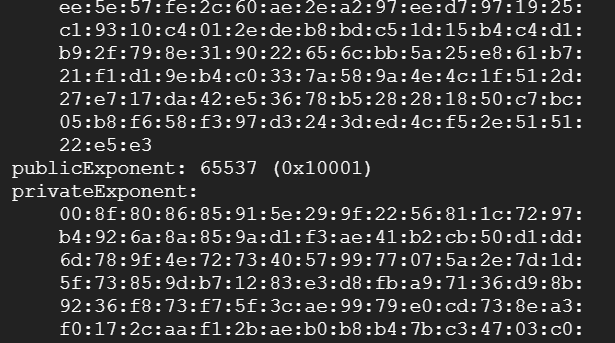 ee:5e:57:fe:2c:60:ae:2e:a2:97:ee:d7:97:19:25:
c1:93:10:c4:01:2e:de:b8:bd:c5:1d:15:b4:c4:d1:
b9:2f:79:8e:31:90:22:65:6c:bb:5a:25:e8:61:b7:
21:f1:d1:9e:b4:c0:33:7a:58:9a:4e:4c:1f:51:2d:
27:e7:17:da:42:e5:36:78:b5:28:28:18:50:c7:bc:
05:b8:f6:58:f3:97:d3:24:3d:ed:4c:f5:2e:51:51:
22:e5:e3
publicExponent: 65537 (0x10001)
privateExponent:
00:8f:80:86:85:91:5e:29:9f:22:56:81:1c:72:97:
b4:92:6a:8a:85:9a:d1:f3:ae:41:b2:cb:50:d1:dd:
6d:78:9f:4e:72:73:40:57:99:77:07:5a:2e:7d:1d:
5f:73:85:9d:b7:12:83:e3:d8:fb:a9:71:36:d9:8b:
92:36:f8:73:f7:5f:3c:ae:99:79:e0:cd:73:8e:a3:
f0:17:2c:aa:f1:2b:ae:b0:b8:b4:7b:c3:47:03:c0: